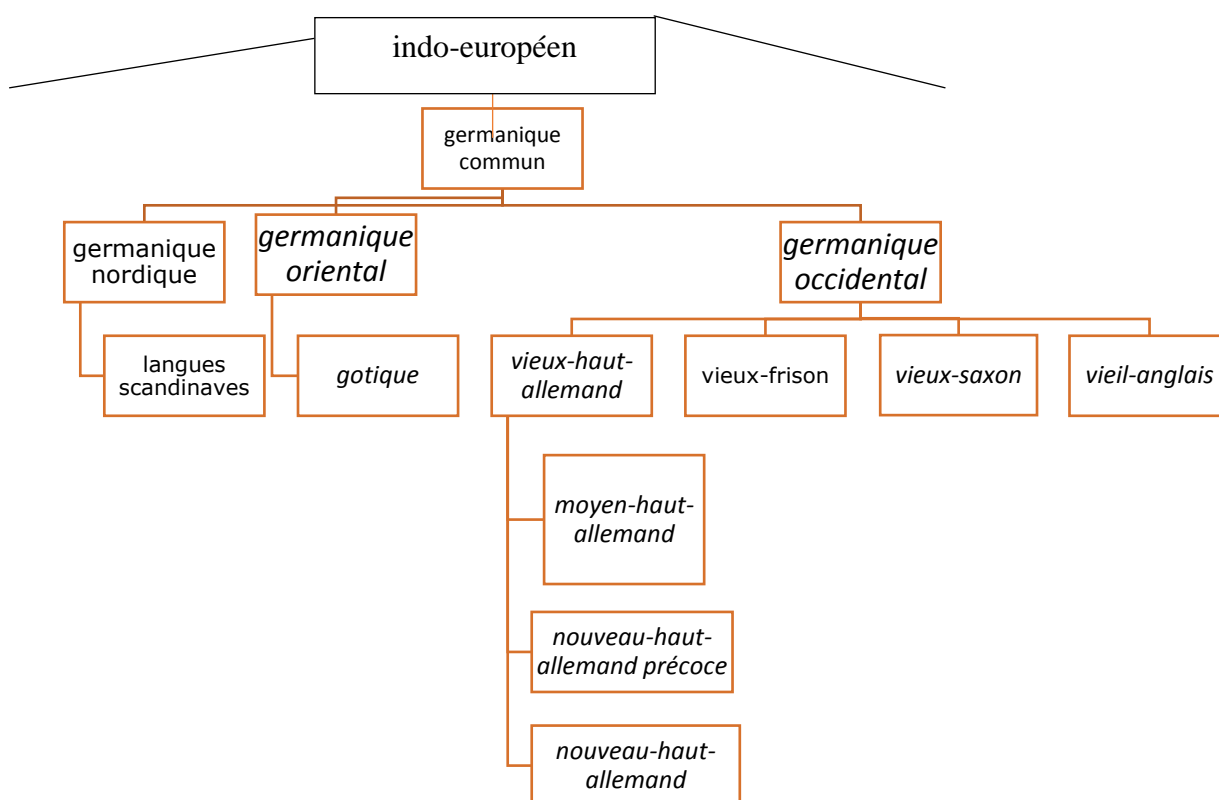 indo-européen
germanique
commun
germanique
nordique
germanique
oriental
germanique
occidental
langues
scandinaves
gotique
vieux-haut-
allemand
vieux-frison
vieux-saxon
vieil-anglais
moyen-haut-
allemand
nouveau-haut-
allemand précoce
nouveau-haut-
allemand